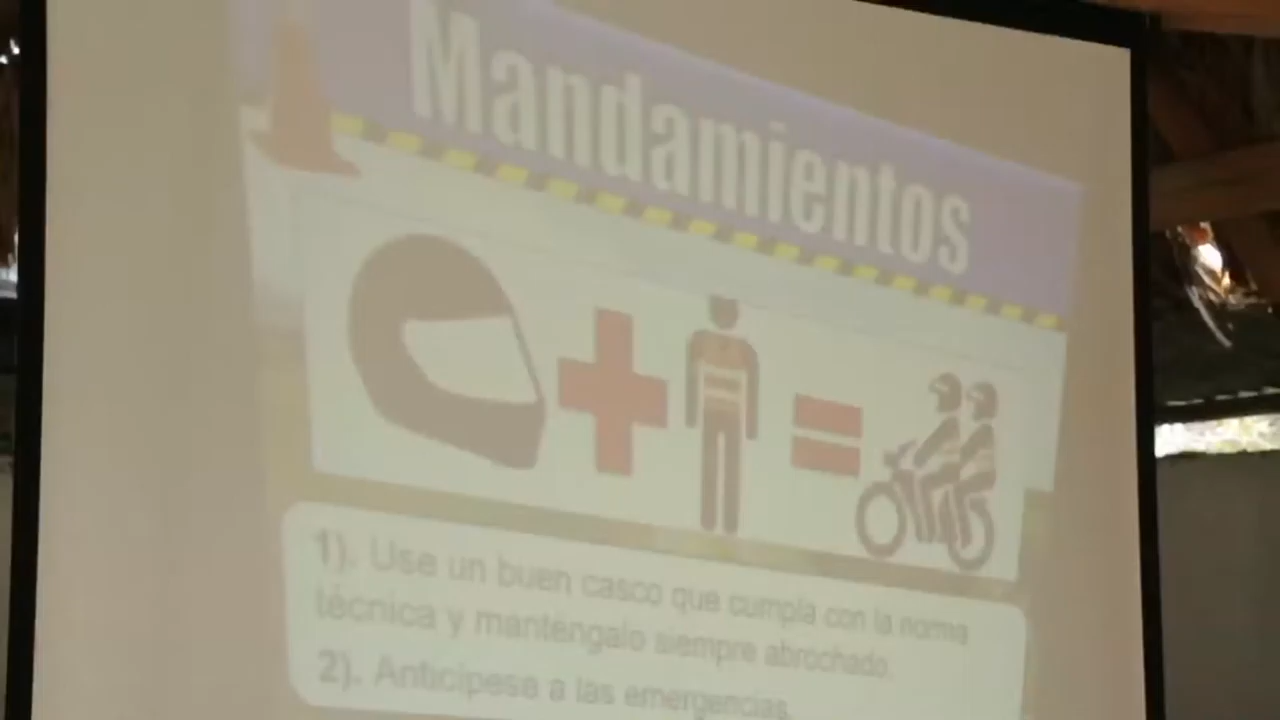 Mandamientos
1). Use un buen casco que cumpla con la norma
técnica y manténgalo siempre abrochado.
2). Anticípese a las emergencias.